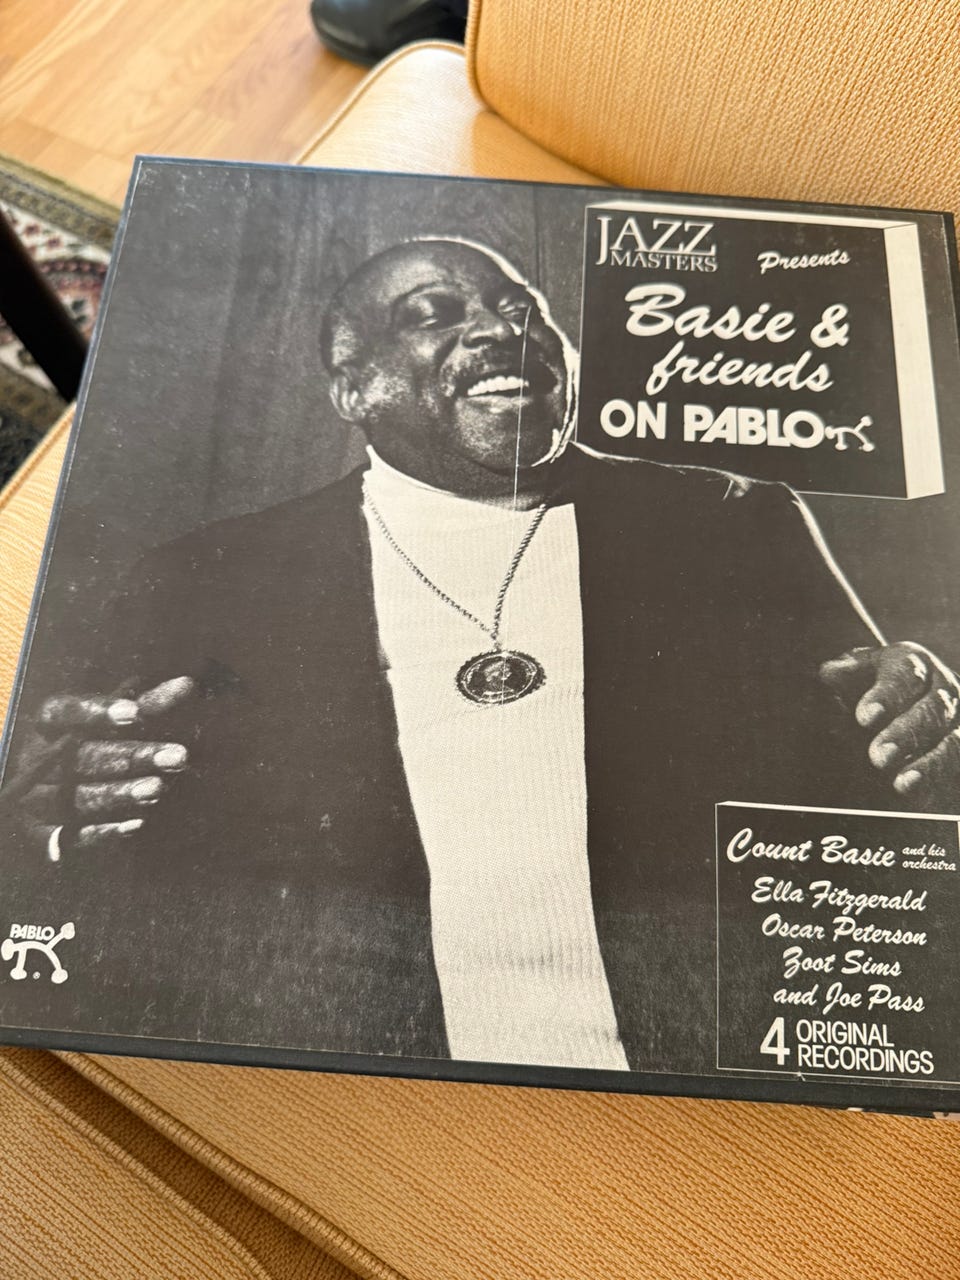 JAZZ
MASTERS
Presents
Basie &
friends
ON PABLO
Count Basie and his orchestra
Ella Fitzgerald
Oscar Peterson
Zoot Sims
and Joe Pass
4 ORIGINAL
RECORDINGS
PABLO
®